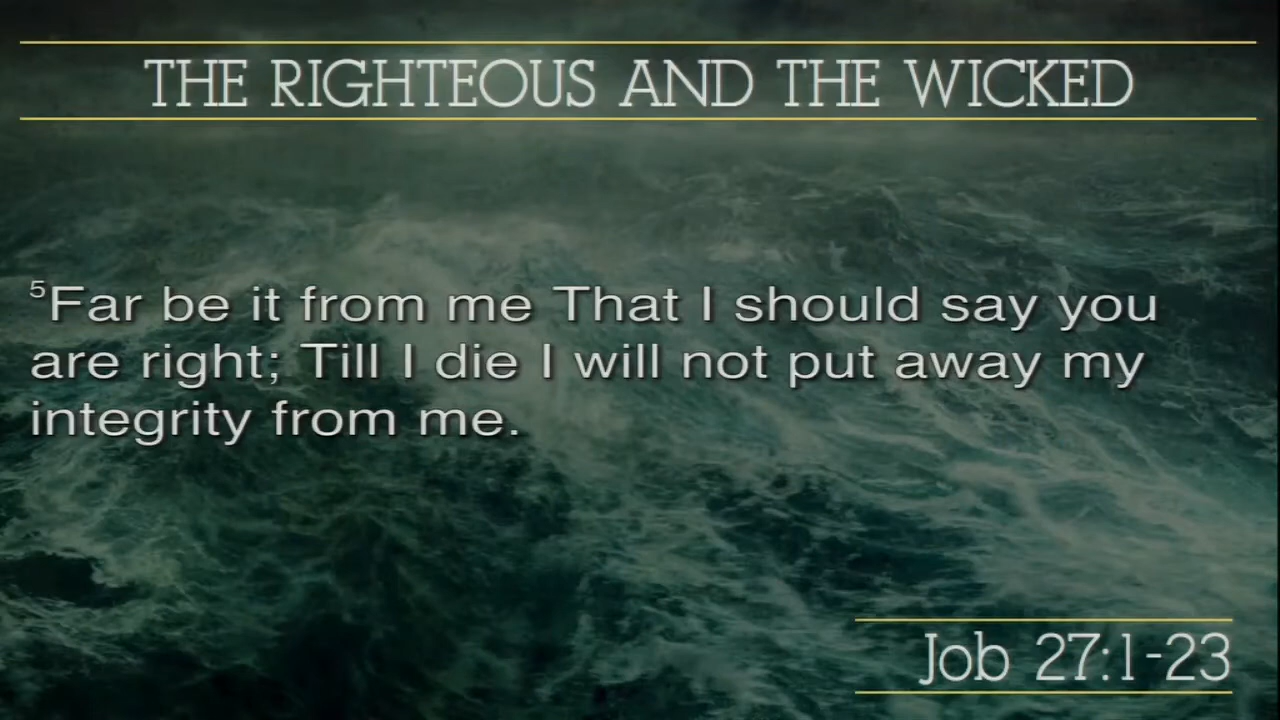 THE RIGHTEOUS AND THE WICKED
⁵Far be it from me That I should say you
are right; Till I die I will not put away my
integrity from me.
Job 27:1-23